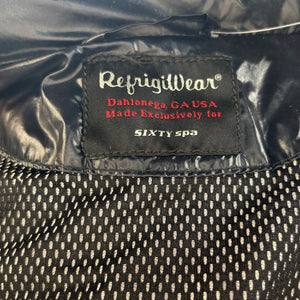 RefrigiWear®
Dahlonega, GA USA
Made Exclusively for
SIXTY spa